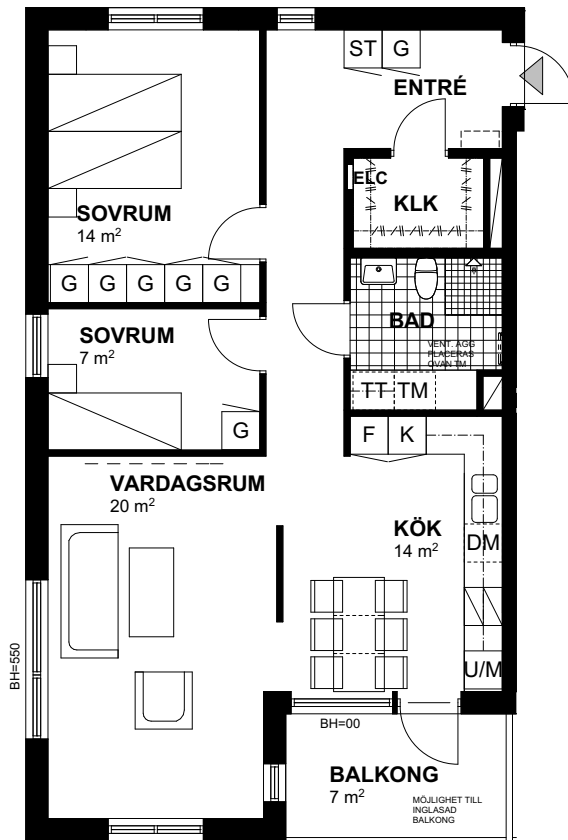 ST G
ENTRÉ
ELC
KLK
SOVRUM
14 m²
G G G G G
BAD
VENT. AGG
PLACERAS
OVAN TM
TT TM
SOVRUM
7 m²
G
F K
VARDAGSRUM
20 m²
KÖK
14 m²
DM
U/M
BH=550
BH=00
BALKONG
7 m²
MÖJLIGHET TILL
INGLASAD
BALKONG